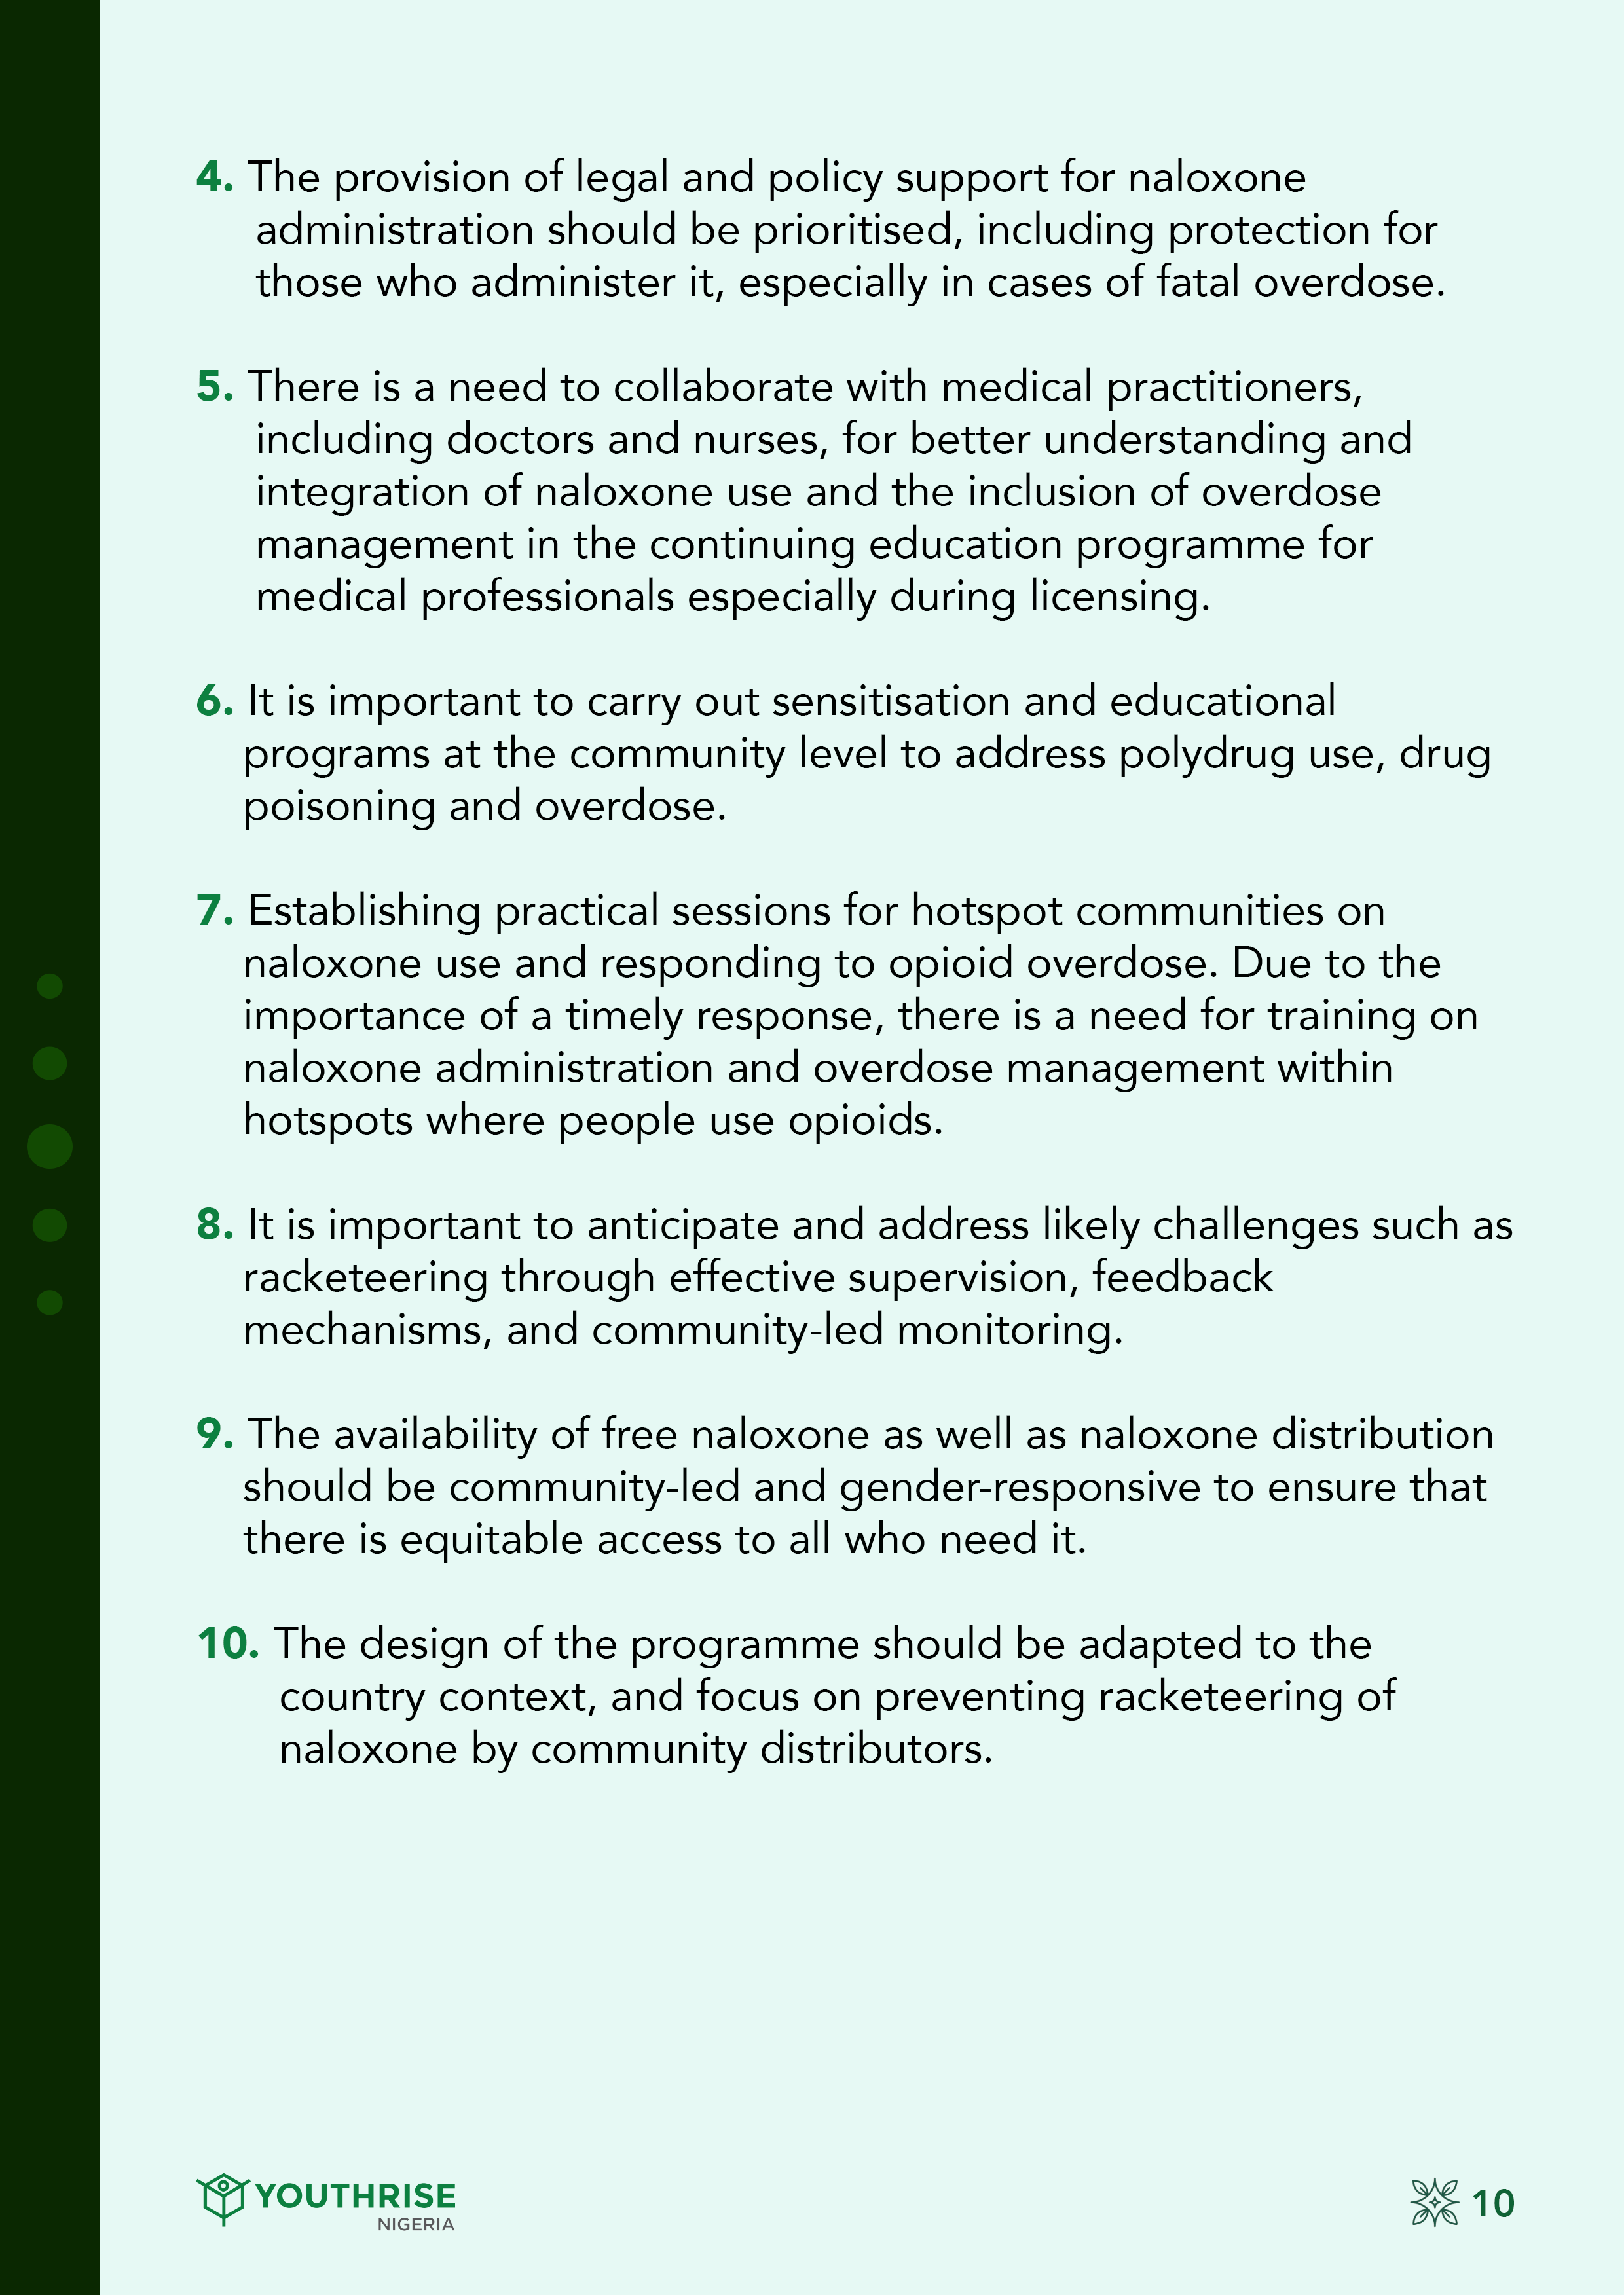 4. The provision of legal and policy support for naloxone
administration should be prioritised, including protection for
those who administer it, especially in cases of fatal overdose.
5. There is a need to collaborate with medical practitioners,
including doctors and nurses, for better understanding and
integration of naloxone use and the inclusion of overdose
management in the continuing education programme for
medical professionals especially during licensing.
6. It is important to carry out sensitisation and educational
programs at the community level to address polydrug use, drug
poisoning and overdose.
7. Establishing practical sessions for hotspot communities on
naloxone use and responding to opioid overdose. Due to the
importance of a timely response, there is a need for training on
naloxone administration and overdose management within
hotspots where people use opioids.
8. It is important to anticipate and address likely challenges such as
racketeering through effective supervision, feedback
mechanisms, and community-led monitoring.
9. The availability of free naloxone as well as naloxone distribution
should be community-led and gender-responsive to ensure that
there is equitable access to all who need it.
10. The design of the programme should be adapted to the
country context, and focus on preventing racketeering of
naloxone by community distributors.
YOUTHRISE
NIGERIA
10